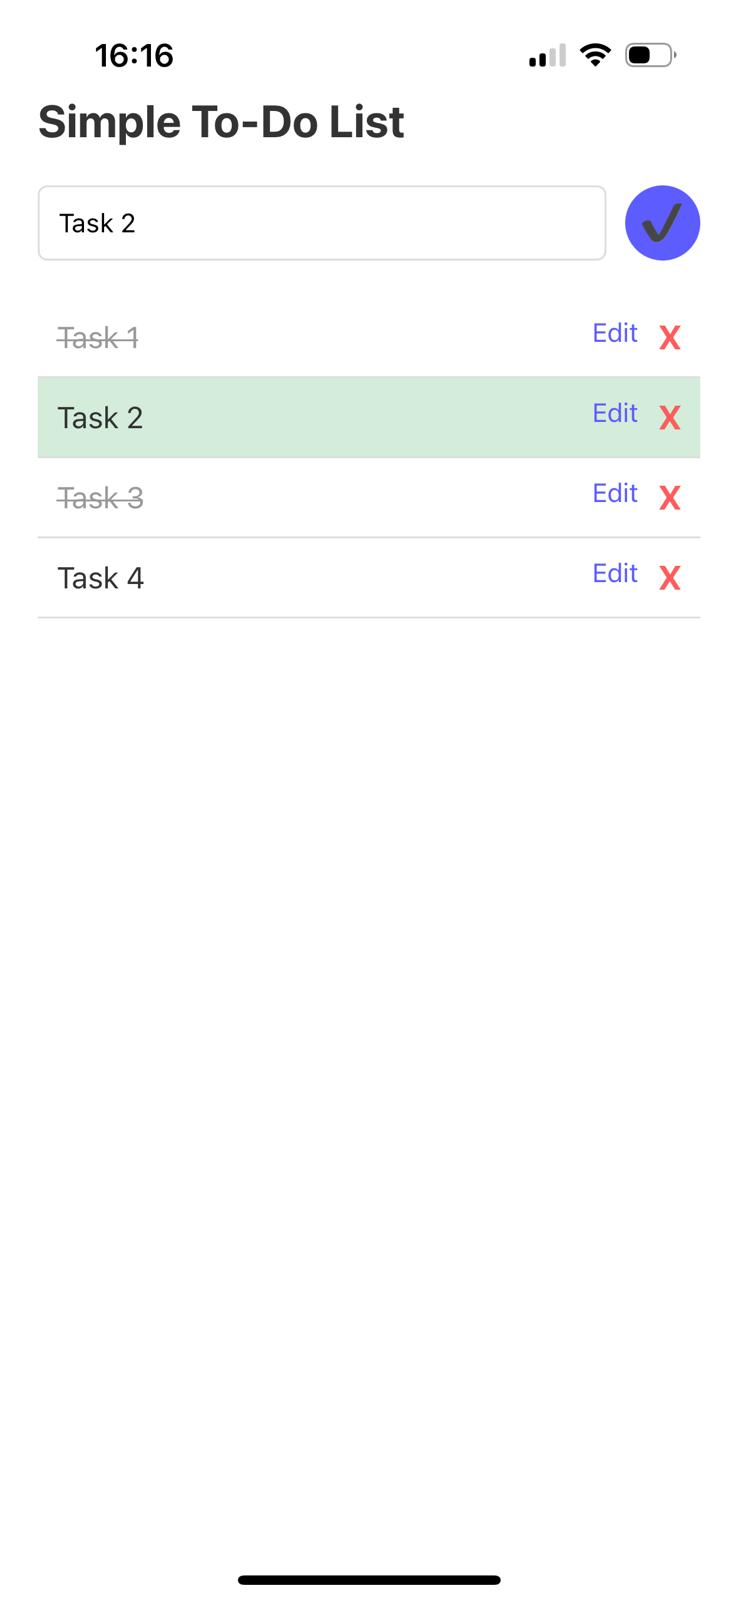 16:16
Simple To-Do List
Task 2
Task 1 Edit X
Task 2 Edit X
Task 3 Edit X
Task 4 Edit X